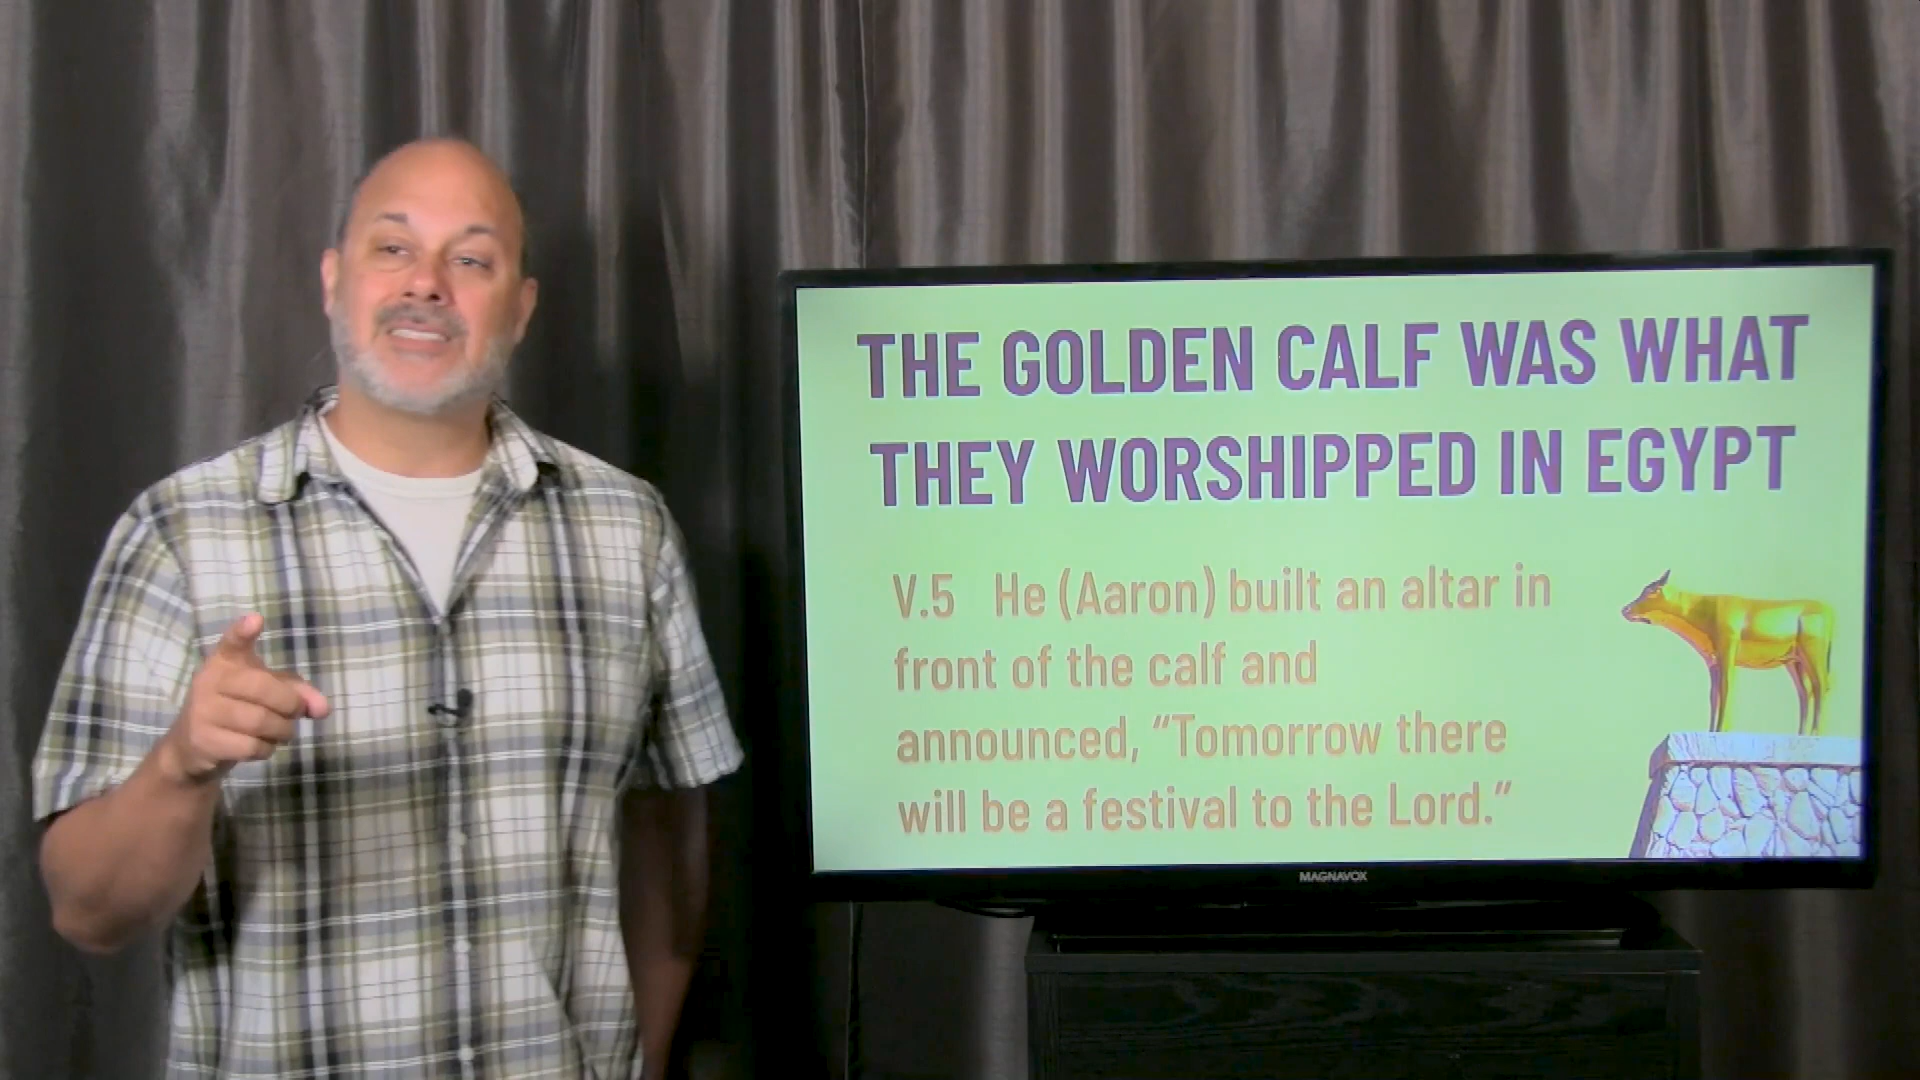 THE GOLDEN CALF WAS WHAT
THEY WORSHIPPED IN EGYPT
V.5 He (Aaron) built an altar in
front of the calf and
announced, “Tomorrow there
will be a festival to the Lord.”
MAGNAVOX